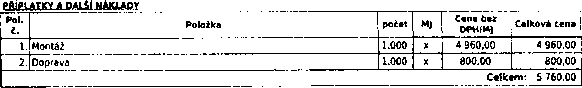 PŘÍPLATKY A DALŠÍ NÁKLADY
Pol. č. Položka počet Mj Cena bez DPH/Mj Celková cena
1. Montáž 1.000 x 4 960,00 4 960.00
2. Doprava 1.000 x 800.00 800,00
Celkem: 5 760.00